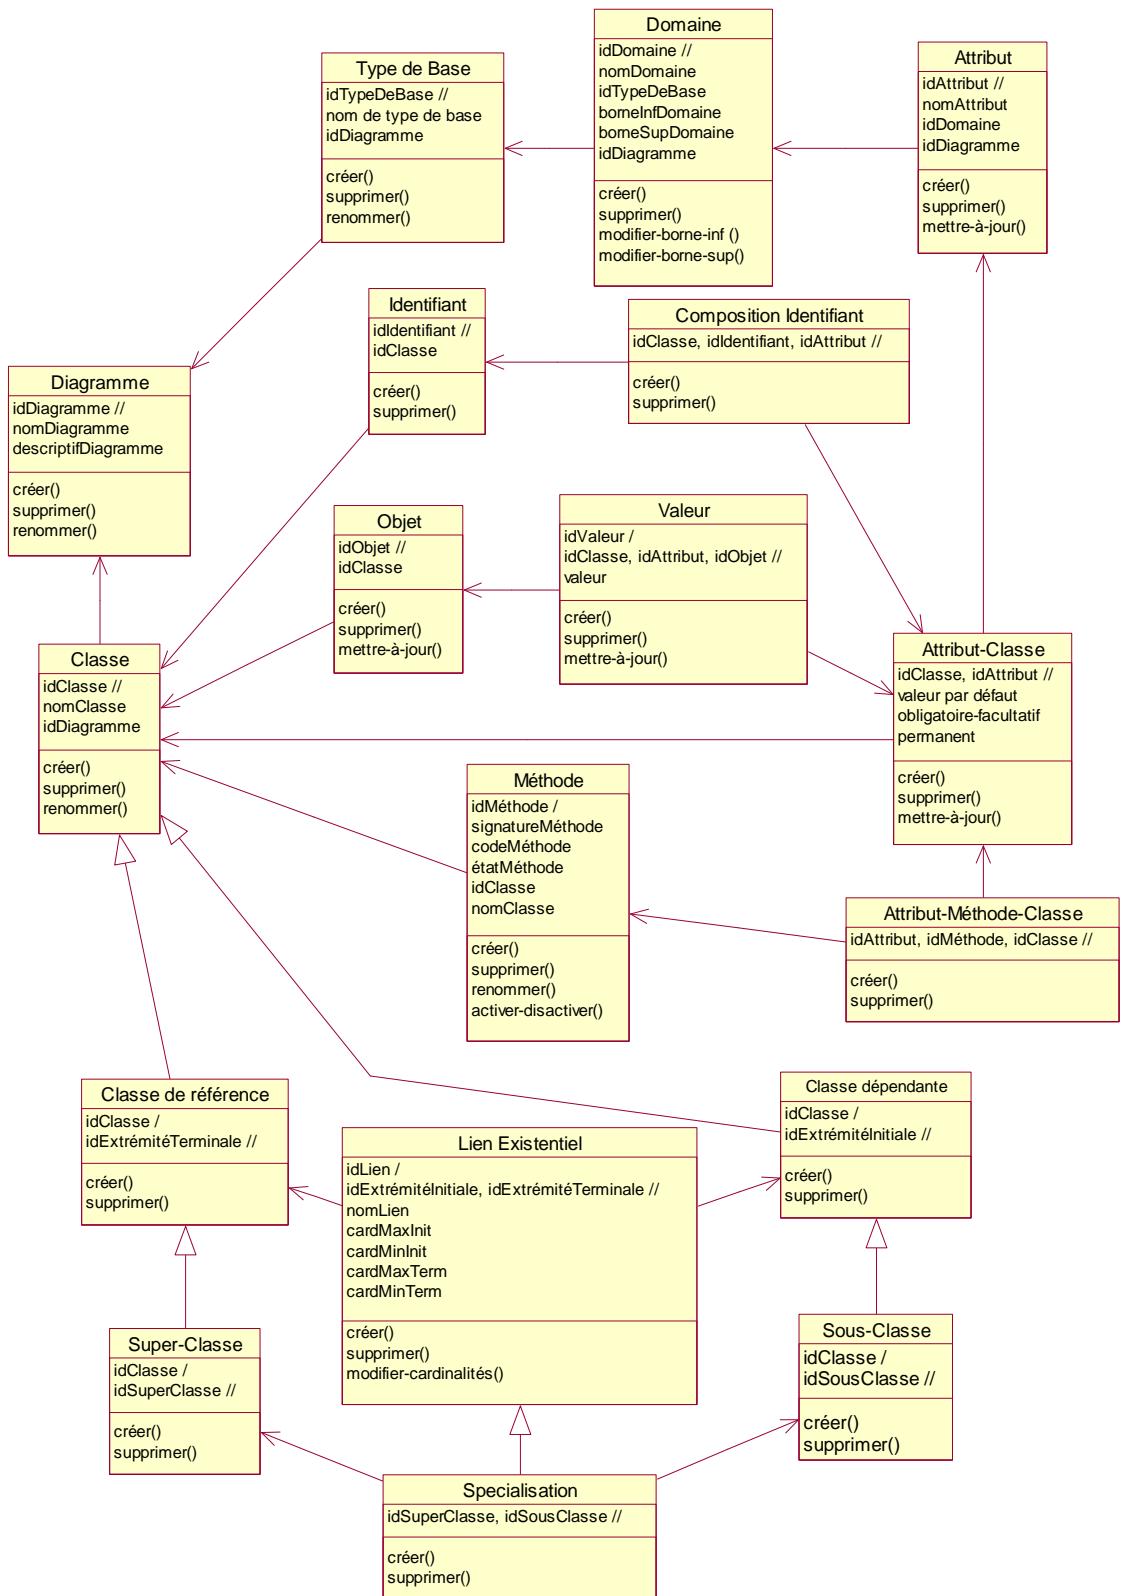 Domaine
idDomaine //
nomDomaine
idTypeDeBase
borneInfDomaine
borneSupDomaine
idDiagramme
créer()
supprimer()
modifier-borne-inf ()
modifier-borne-sup()
Type de Base
idTypeDeBase //
nom de type de base
idDiagramme
créer()
supprimer()
renommer()
Attribut
idAttribut //
nomAttribut
idDomaine
idDiagramme
créer()
supprimer()
mettre-à-jour()
Identifiant
idIdentifiant //
idClasse
créer()
supprimer()
Composition Identifiant
idClasse, idIdentifiant, idAttribut //
créer()
supprimer()
Diagramme
idDiagramme //
nomDiagramme
descriptifDiagramme
créer()
supprimer()
renommer()
Objet
idObjet //
idClasse
créer()
supprimer()
mettre-à-jour()
Valeur
idValeur /
idClasse, idAttribut, idObjet //
valeur
créer()
supprimer()
mettre-à-jour()
Classe
idClasse //
nomClasse
idDiagramme
créer()
supprimer()
renommer()
Attribut-Classe
idClasse, idAttribut //
valeur par défaut
obligatoire-facultatif
permanent
créer()
supprimer()
mettre-à-jour()
Méthode
idMéthode /
signatureMéthode
codeMéthode
étatMéthode
idClasse
nomClasse
créer()
supprimer()
renommer()
activer-disactiver()
Attribut-Méthode-Classe
idAttribut, idMéthode, idClasse //
créer()
supprimer()
Classe de référence
idClasse /
idExtrémitéTerminale //
créer()
supprimer()
Lien Existentiel
idLien /
idExtrémitéInitiale, idExtrémitéTerminale //
nomLien
cardMaxInit
cardMinInit
cardMaxTerm
cardMinTerm
créer()
supprimer()
modifier-cardinalités()
Classe dépendante
idClasse /
idExtrémitéInitiale //
créer()
supprimer()
Super-Classe
idClasse /
idSuperClasse //
créer()
supprimer()
Sous-Classe
idClasse /
idSousClasse //
créer()
supprimer()
Specialisation
idSuperClasse, idSousClasse //
créer()
supprimer()